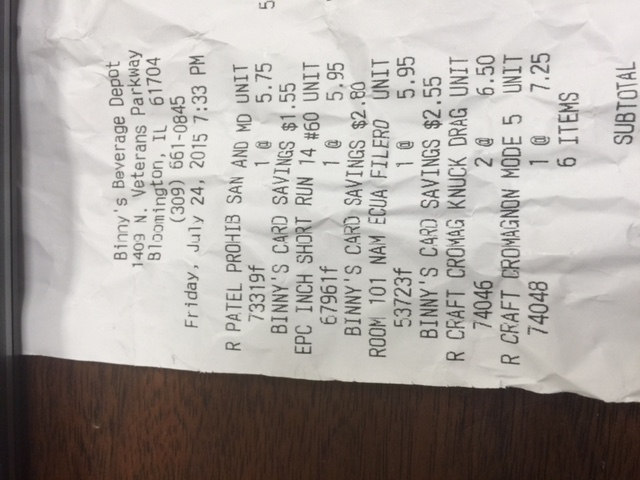 Binny's Beverage Depot
1409 N. Veterans Parkway
Bloomington, IL 61704
(309) 661-0845
Friday, July 24, 2015 7:33 PM
R PATEL PROHIB SAN AND MD UNIT
73319f 1 @ 5.75 5
BINNY'S CARD SAVINGS $1.55
EPC INCH SHORT RUN 14 #60 UNIT
67961f 1 @ 5.95
BINNY'S CARD SAVINGS $2.80
ROOM 101 NAM ECUA FILERO UNIT
53723f 1 @ 5.95
BINNY'S CARD SAVINGS $2.55
R CRAFT CROMAG KNUCK DRAG UNIT
74046 2 @ 6.50
R CRAFT CROMAGNON MODE 5 UNIT
74048 1 @ 7.25
6 ITEMS
SUBTOTAL